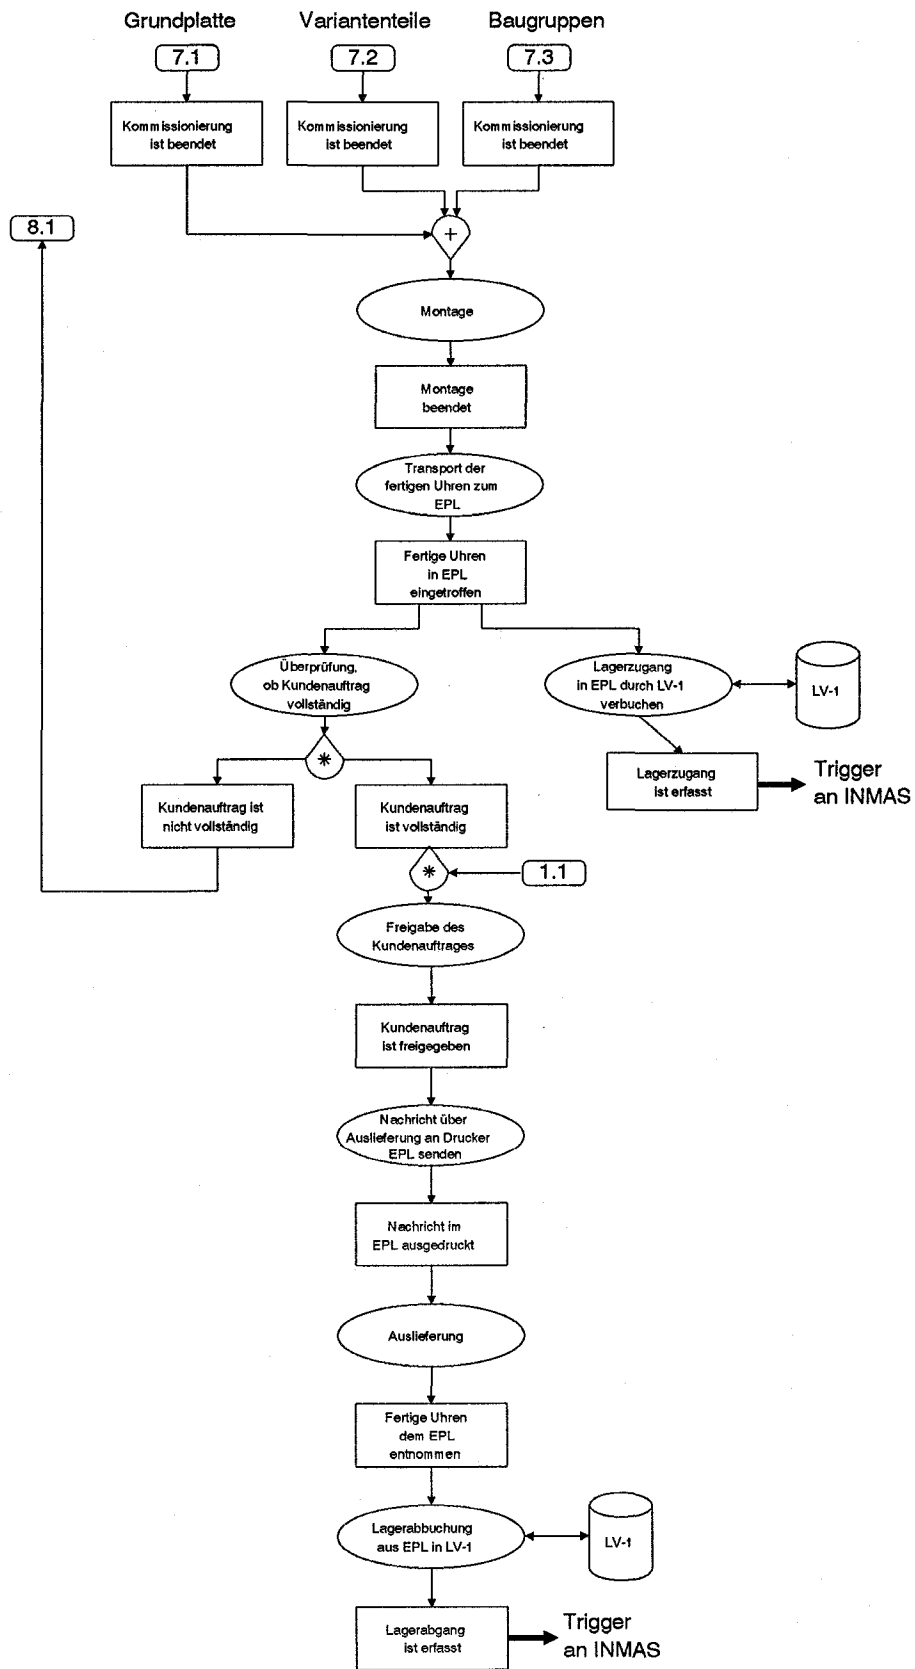 Grundplatte
Variantenteile
Baugruppen
7.1
7.2
7.3
Kommissionierung
ist beendet
Kommissionierung
ist beendet
Kommissionierung
ist beendet
8.1
+
Montage
Montage
beendet
Transport der
fertigen Uhren zum
EPL
Fertige Uhren
in EPL
eingetroffen
Überprüfung,
ob Kundenauftrag
vollständig
Lagerzugang
in EPL durch LV-1
verbuchen
LV-1
*
Lagerzugang
ist erfasst
Trigger
an INMAS
Kundenauftrag ist
nicht vollständig
Kundenauftrag
ist vollständig
*
1.1
Freigabe des
Kundenauftrages
Kundenauftrag
ist freigegeben
Nachricht über
Auslieferung an Drucker
EPL senden
Nachricht im
EPL ausgedruckt
Auslieferung
Fertige Uhren
dem EPL
entnommen
Lagerabbuchung
aus EPL in LV-1
LV-1
Lagerabgang
ist erfasst
Trigger
an INMAS